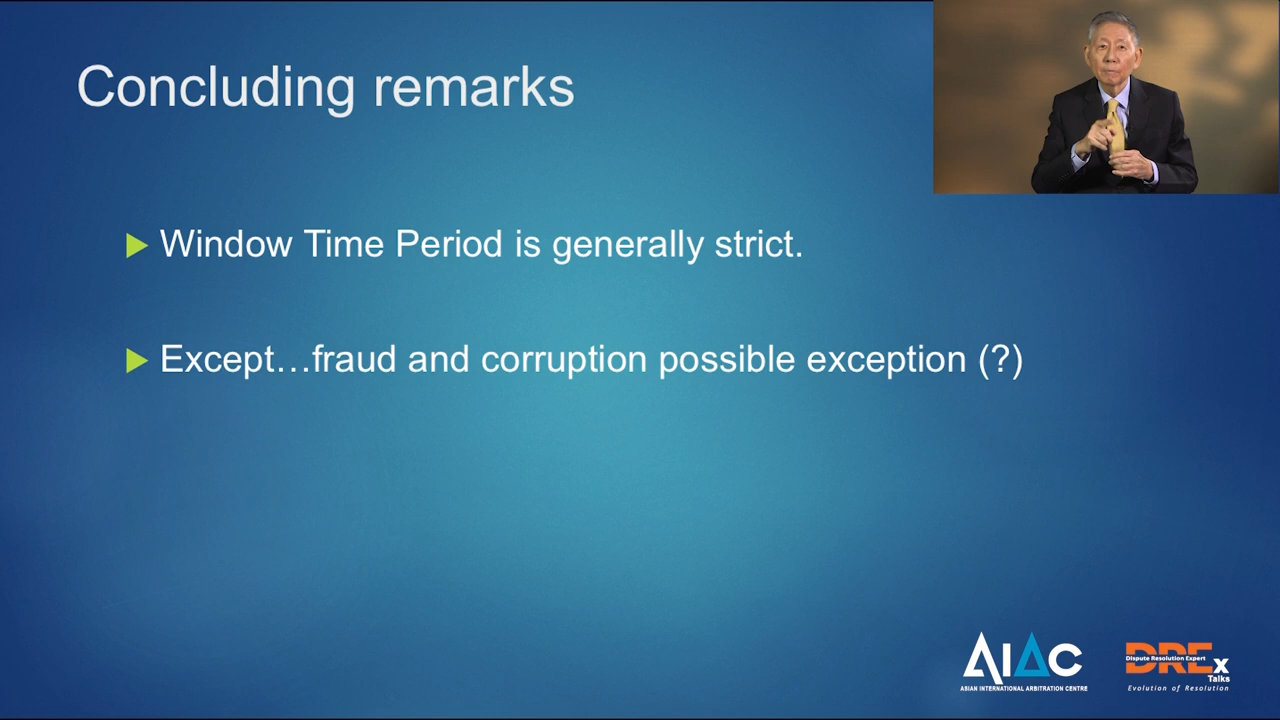 Concluding remarks
Window Time Period is generally strict.
Except…fraud and corruption possible exception (?)
AIAC
ASIAN INTERNATIONAL ARBITRATION CENTRE
DREx
Dispute Resolution Expert
Talks
Evolution of Resolution